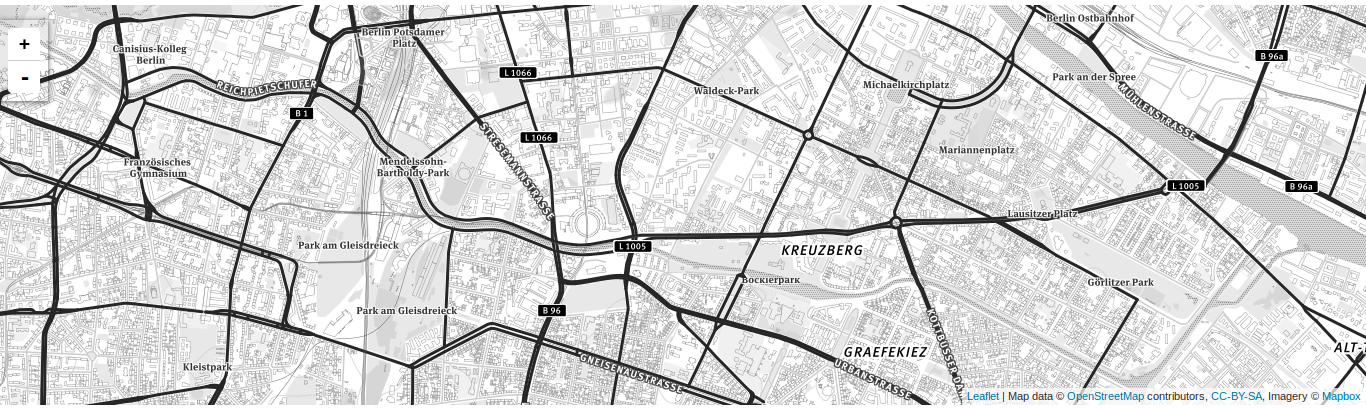 +
-
Canisius-Kolleg
Berlin
Berlin Potsdamer
Platz
Berlin Ostbahnhof
B 96a
L 1066
REICHPIETSCHUFER
Waldeck-Park
Michaelkirchplatz
Park an der Spree
MÜHLENSTRASSE
B 1
L 1066
STRESEMANNSTRASSE
Mariannenplatz
Französisches
Gymnasium
Mendelssohn-
Bartholdy-Park
L 1005
B 96a
Lausitzer Platz
Park am Gleisdreieck
L 1005
KREUZBERG
Böcklerpark
Görlitzer Park
Park am Gleisdreieck
B 96
KOTTBUSSER DA
GRAEFEKIEZ
ALT-T
Kleistpark
GNEISENAUSTRASSE
URBANSTRASSE
Leaflet | Map data © OpenStreetMap contributors, CC-BY-SA, Imagery © Mapbox